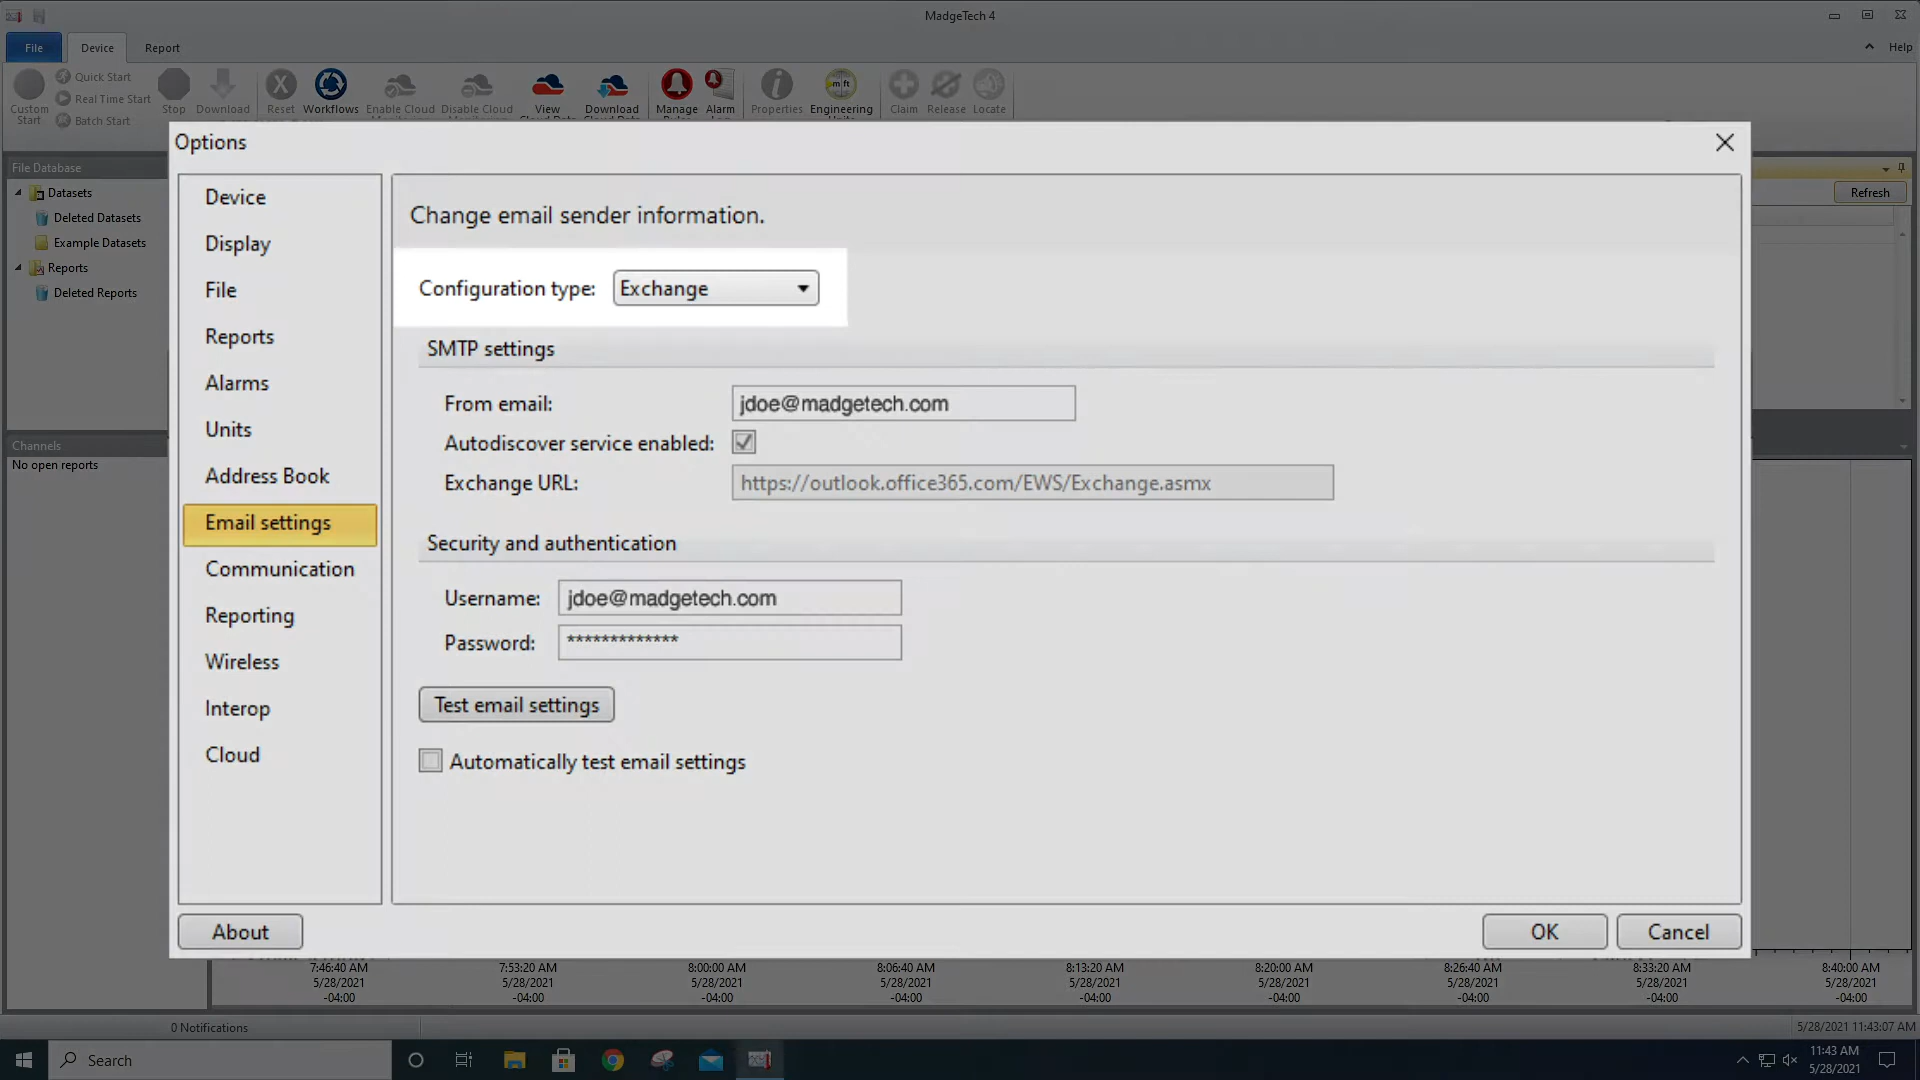 MadgeTech 4
File
Device
Report
Help
Custom
Start
Quick Start
Real Time Start
Batch Start
Stop
Download
Reset
Workflows
Enable Cloud
Disable Cloud
View
Download
Manage
Alarm
Properties
Engineering
Claim
Release
Locate
Options
File Database
Datasets
Deleted Datasets
Example Datasets
Reports
Deleted Reports
Refresh
Channels
No open reports
Device
Display
File
Reports
Alarms
Units
Address Book
Email settings
Communication
Reporting
Wireless
Interop
Cloud
Change email sender information.
Configuration type: Exchange
SMTP settings
From email: jdoe@madgetech.com
Autodiscover service enabled:
Exchange URL: https://outlook.office365.com/EWS/Exchange.asmx
Security and authentication
Username: jdoe@madgetech.com
Password: *************
Test email settings
Automatically test email settings
About
OK
Cancel
7:46:40 AM 7:53:20 AM 8:00:00 AM 8:06:40 AM 8:13:20 AM 8:20:00 AM 8:26:40 AM 8:33:20 AM 8:40:00 AM
5/28/2021 5/28/2021 5/28/2021 5/28/2021 5/28/2021 5/28/2021 5/28/2021 5/28/2021 5/28/2021
-04:00 -04:00 -04:00 -04:00 -04:00 -04:00 -04:00 -04:00 -04:00
0 Notifications
5/28/2021 11:43:07 AM
Search
11:43 AM
5/28/2021